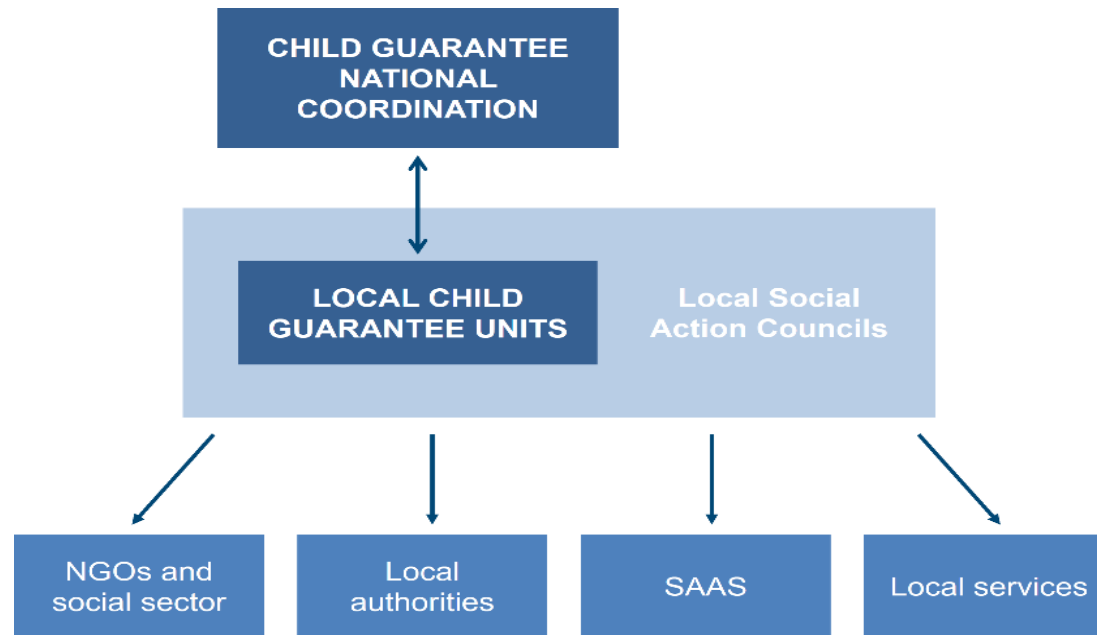 CHILD GUARANTEE
NATIONAL
COORDINATION
LOCAL CHILD
GUARANTEE UNITS
Local Social
Action Councils
NGOs and
social sector
Local
authorities
SAAS
Local services